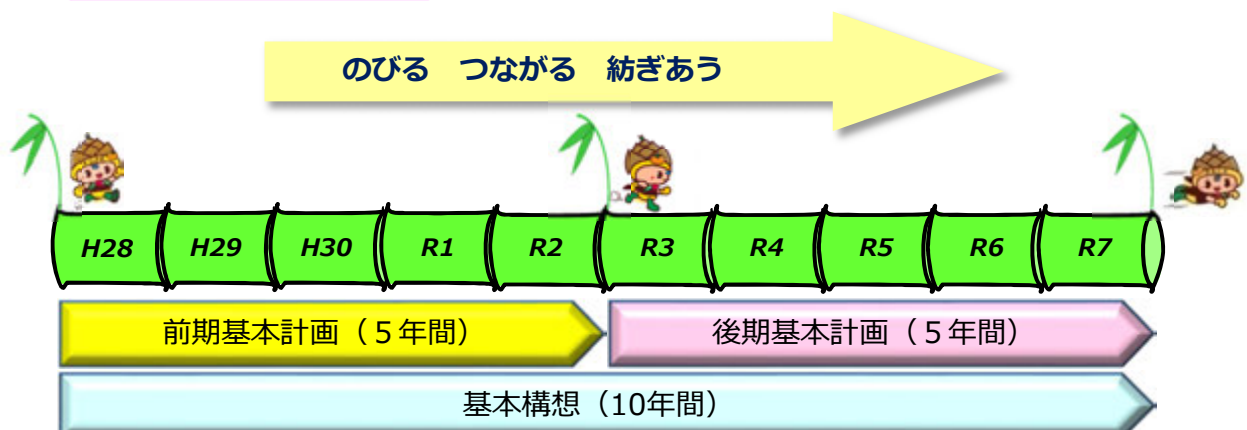 のびる つながる 紡ぎあう
H28 H29 H30 R1 R2 R3 R4 R5 R6 R7
前期基本計画（５年間） 後期基本計画（５年間）
基本構想（10年間）